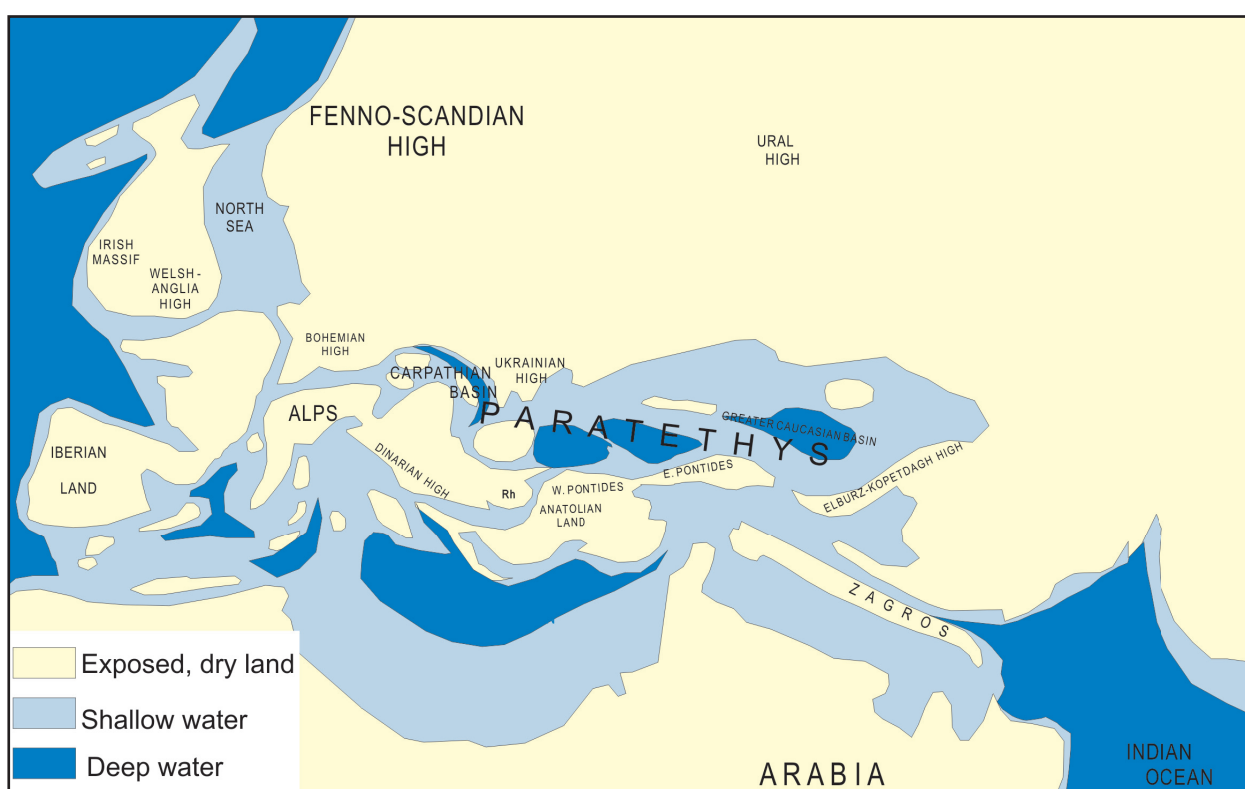 FENNO-SCANDIAN
HIGH
URAL
HIGH
NORTH
SEA
IRISH
MASSIF
WELSH-
ANGLIA
HIGH
BOHEMIAN
HIGH
UKRAINIAN
HIGH
CARPATHIAN
BASIN
ALPS
PARATETHYS
GREATER CAUCASIAN BASIN
IBERIAN
LAND
DINARIAN HIGH
Rh
W. PONTIDES
E. PONTIDES
ANATOLIAN
LAND
ELBURZ-KOPETDAGH HIGH
ZAGROS
Exposed, dry land
Shallow water
Deep water
ARABIA
INDIAN
OCEAN